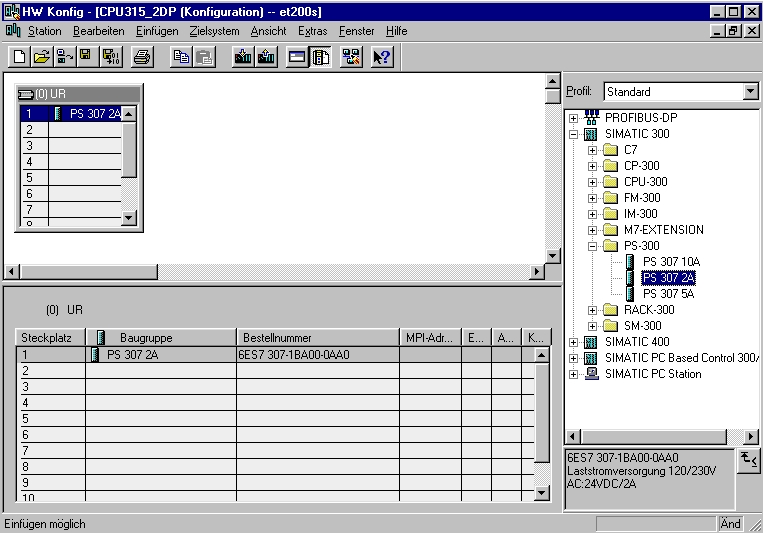 HW Konfig - [CPU315_2DP (Konfiguration) -- et200s]
Station Bearbeiten Einfügen Zielsystem Ansicht Extras Fenster Hilfe
(0) UR
1 PS 307 2A
2
3
4
5
6
7
8
Profil: Standard
PROFIBUS-DP
SIMATIC 300
C7
CP-300
CPU-300
FM-300
IM-300
M7-EXTENSION
PS-300
PS 307 10A
PS 307 2A
PS 307 5A
RACK-300
SM-300
SIMATIC 400
SIMATIC PC Based Control 300/
SIMATIC PC Station
6ES7 307-1BA00-0AA0
Laststromversorgung 120/230V
AC:24VDC/2A
(0) UR
Steckplatz Baugruppe Bestellnummer MPI-Adr... E... A... K...
1 PS 307 2A 6ES7 307-1BA00-0AA0
2
3
4
5
6
7
8
9
10
Einfügen möglich
Änd